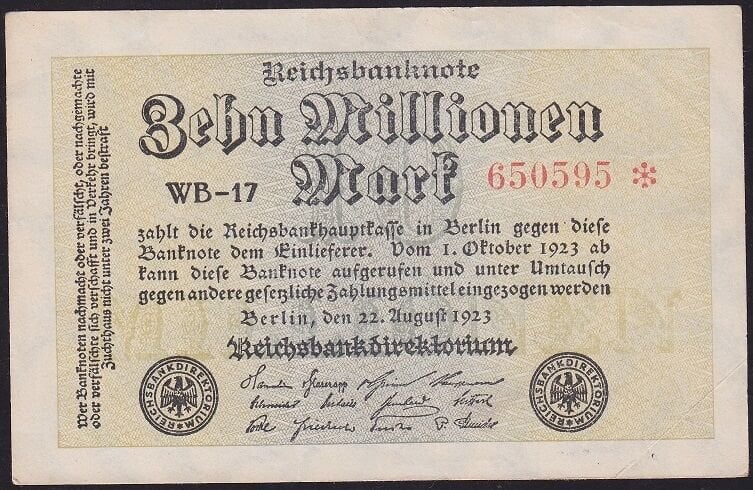 Reichsbanknote
Zehn Millionen
Mark
WB-17
650595 *
zahlt die Reichsbankhauptkasse in Berlin gegen diese
Banknote dem Einlieferer. Vom 1. Oktober 1923 ab
kann diese Banknote aufgerufen und unter Umtausch
gegen andere gesetzliche Zahlungsmittel eingezogen werden
Berlin, den 22. August 1923
Reichsbankdirektorium
REICHSBANKDIREKTORIUM
REICHSBANKDIREKTORIUM
Wer Banknoten nachmacht oder verfälscht, oder nachgemachte
oder verfälschte sich verschafft und in Verkehr bringt, wird mit
Zuchthaus nicht unter zwei Jahren bestraft